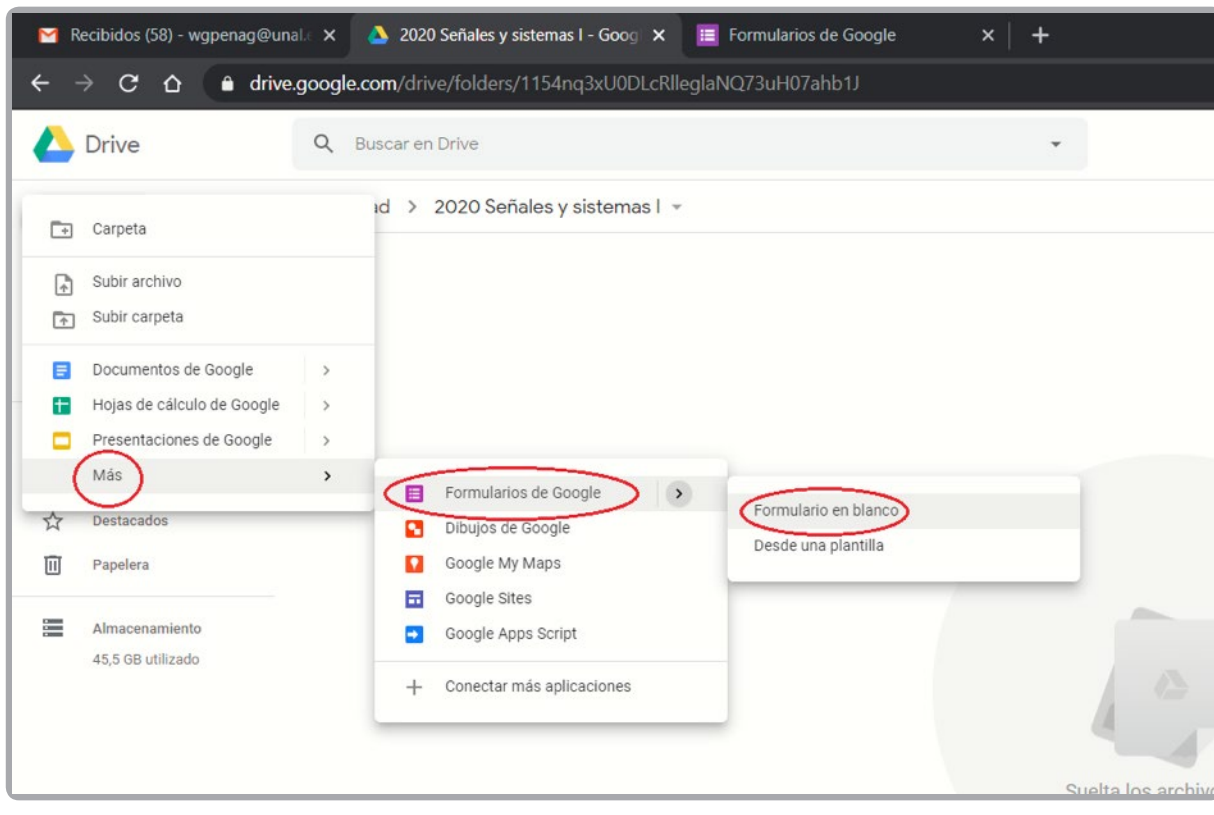 Recibidos (58) - wgpenag@unal.e
2020 Señales y sistemas I - Goog
Formularios de Google
drive.google.com/drive/folders/1154nq3xU0DLcRlleglaNQ73uH07ahb1J
Drive
Buscar en Drive
ad > 2020 Señales y sistemas I
Carpeta
Subir archivo
Subir carpeta
Documentos de Google
Hojas de cálculo de Google
Presentaciones de Google
Más
Destacados
Papelera
Almacenamiento
45,5 GB utilizado
Formularios de Google
Dibujos de Google
Google My Maps
Google Sites
Google Apps Script
Conectar más aplicaciones
Formulario en blanco
Desde una plantilla
Suelta los archivo